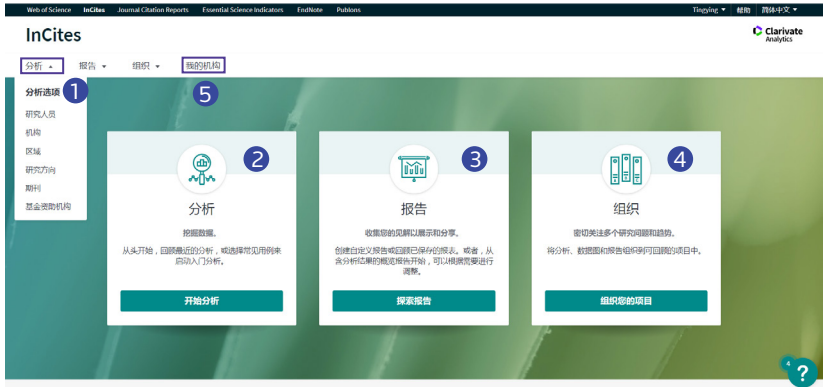 Web of Science InCites Journal Citation Reports Essential Science Indicators EndNote Publons Tingying 帮助 简体中文
InCites
Clarivate
Analytics
分析 报告 组织 我的机构
1
5
分析选项
研究人员
机构
区域
研究方向
期刊
基金资助机构
2
分析
挖掘数据。
从头开始，回顾最近的分析，或选择常见用例来
启动入门分析。
开始分析
3
报告
收集您的见解以展示和分享。
创建自定义报告或回顾已保存的报表。或者，从
含分析结果的概览报告开始，可以根据需要进行
调整。
探索报告
4
组织
密切关注多个研究问题和趋势。
将分析、数据图和报告组织到可回顾的项目中。
组织您的项目
4
?